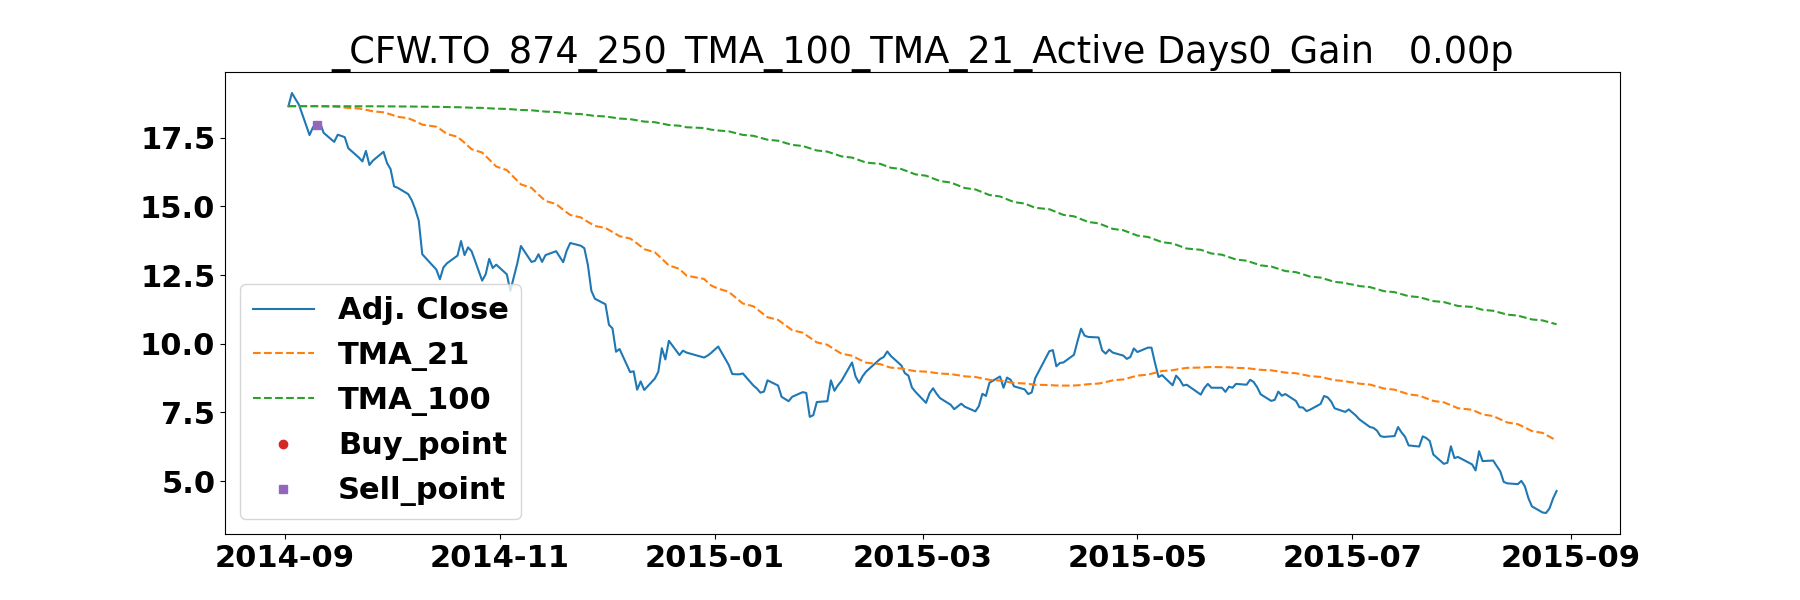 _CFW.TO_874_250_TMA_100_TMA_21_Active Days0_Gain   0.00p
17.5
15.0
12.5
10.0
7.5
5.0
Adj. Close
TMA_21
TMA_100
Buy_point
Sell_point
2014-09 2014-11 2015-01 2015-03 2015-05 2015-07 2015-09